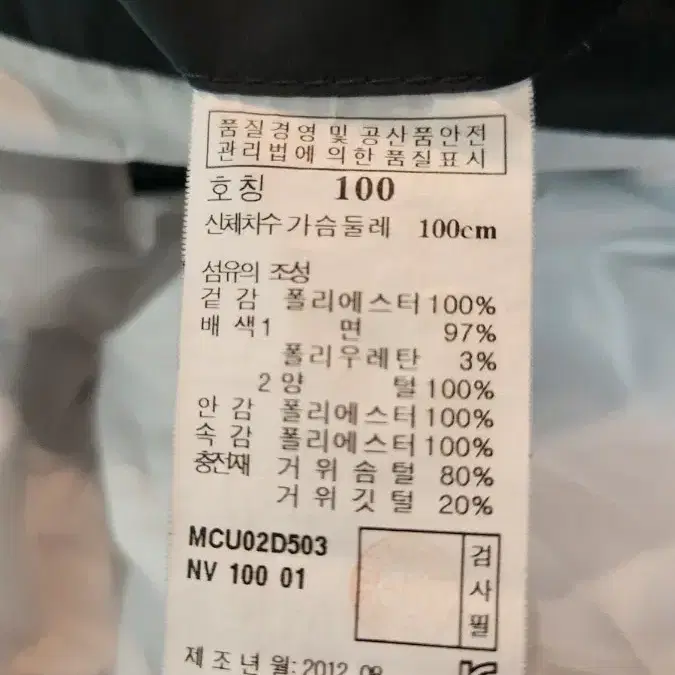 품질경영 및 공산품안전
관리법에 의한 품질표시
호칭 100
신체치수 가슴둘레 100cm
섬유의 조성
겉감 폴리에스터 100%
배색1 면 97%
폴리우레탄 3%
2 양털 100%
안감 폴리에스터 100%
속감 폴리에스터 100%
충전재 거위솜털 80%
거위깃털 20%
MCU02D503
NV 100 01
검사필
제조년월: 2012.08